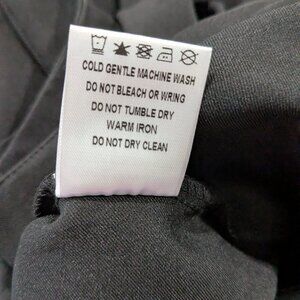 COLD GENTLE MACHINE WASH
DO NOT BLEACH OR WRING
DO NOT TUMBLE DRY
WARM IRON
DO NOT DRY CLEAN